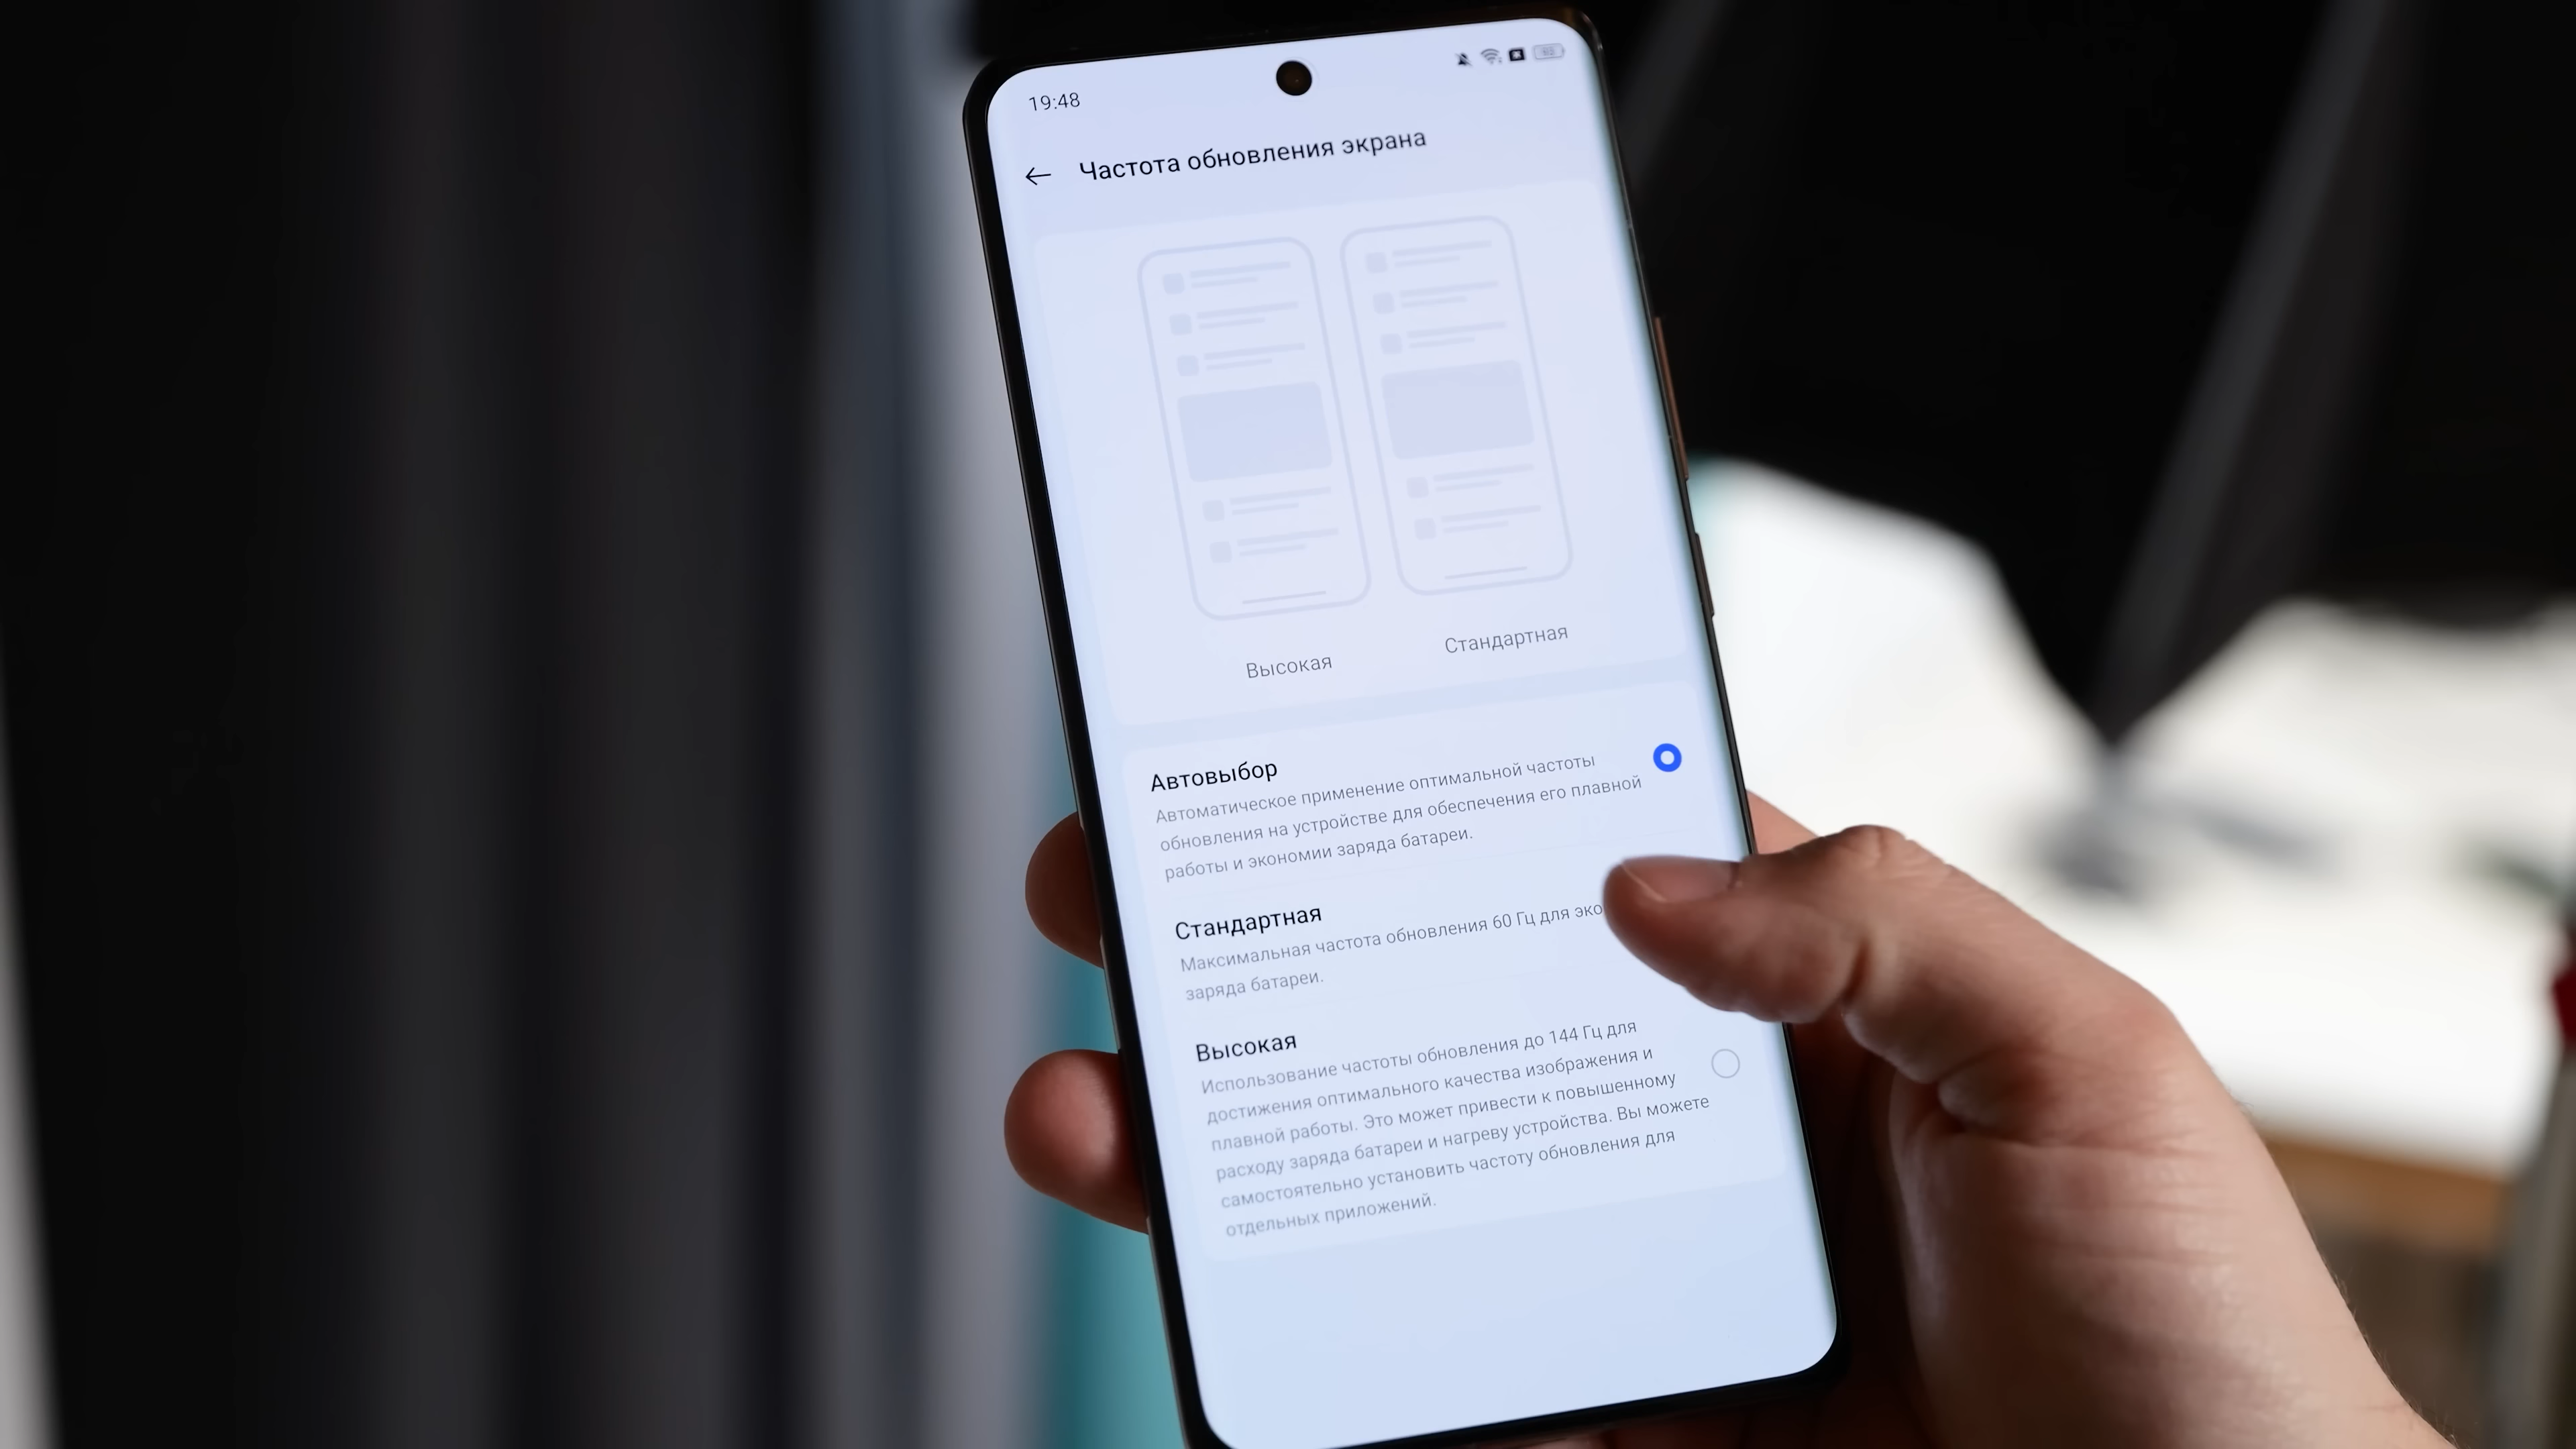 19:48
Частота обновления экрана
Высокая
Стандартная
Автовыбор
Автоматическое применение оптимальной частоты
обновления на устройстве для обеспечения его плавной
работы и экономии заряда батареи.
Стандартная
Максимальная частота обновления 60 Гц для эко
заряда батареи.
Высокая
Использование частоты обновления до 144 Гц для
достижения оптимального качества изображения и
плавной работы. Это может привести к повышенному
расходу заряда батареи и нагреву устройства. Вы можете
самостоятельно установить частоту обновления для
отдельных приложений.